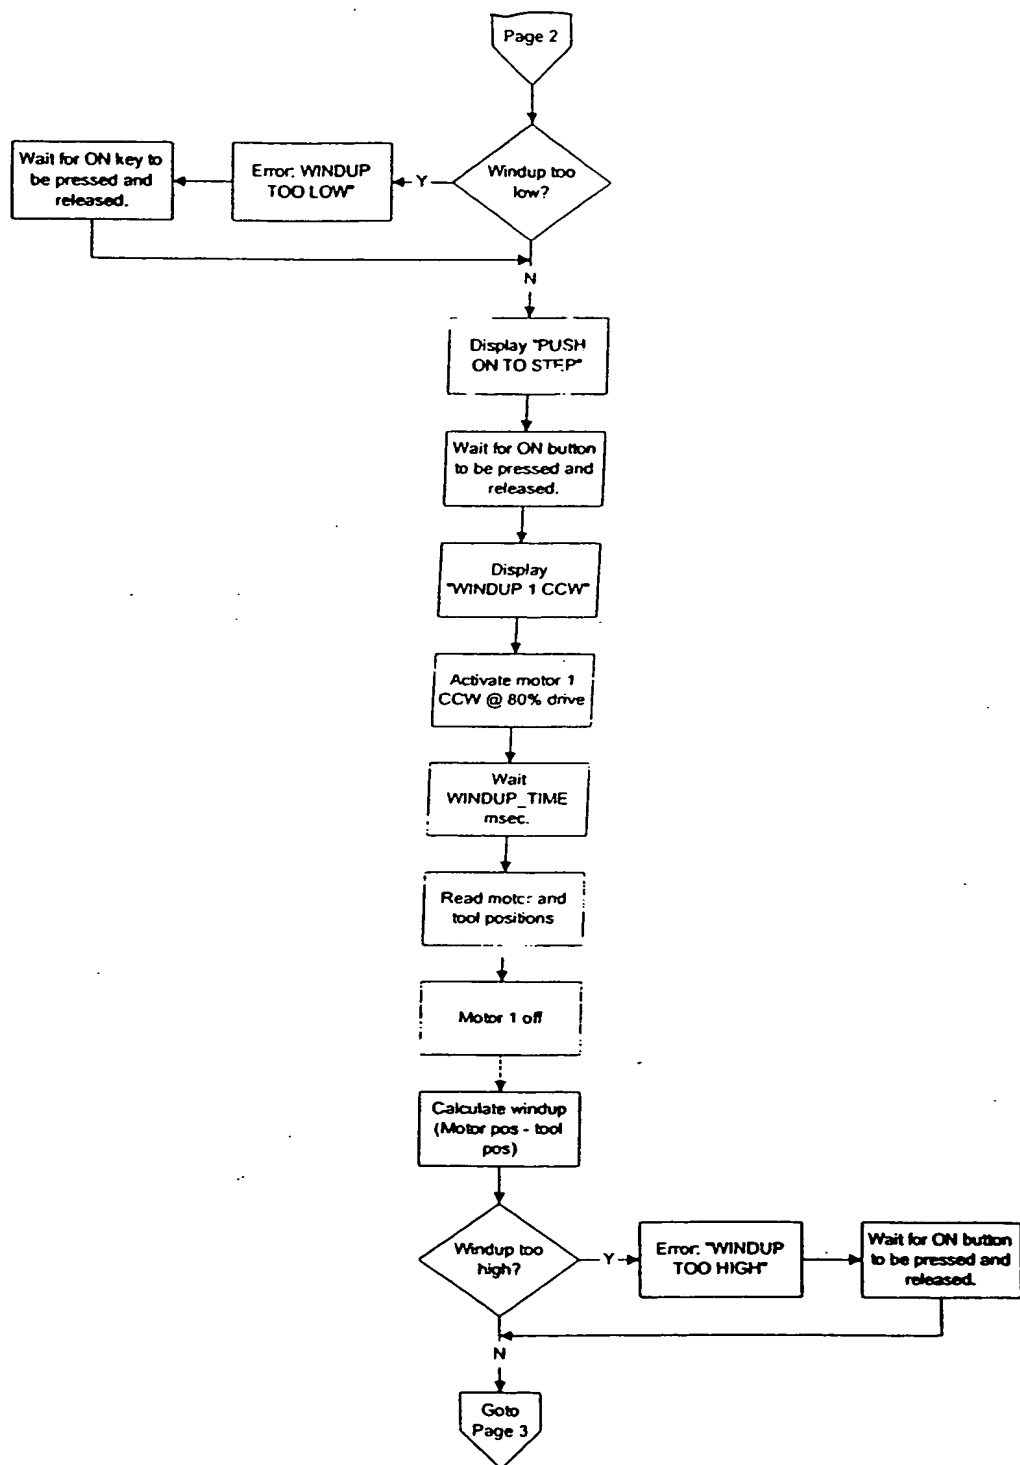 Page 2
Windup too
low?
Y
Error: WINDUP
TOO LOW"
Wait for ON key to
be pressed and
released.
N
Display "PUSH
ON TO STEP"
Wait for ON button
to be pressed and
released.
Display
"WINDUP 1 CCW"
Activate motor 1
CCW @ 80% drive
Wait
WINDUP_TIME
msec.
Read motor and
tool positions
Motor 1 off
Calculate windup
(Motor pos - tool
pos)
Windup too
high?
Y
Error: "WINDUP
TOO HIGH"
Wait for ON button
to be pressed and
released.
N
Goto
Page 3